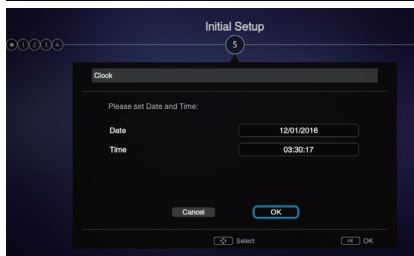 Initial Setup
1 2 3 4 5
Clock
Please set Date and Time:
Date 12/01/2016
Time 03:30:17
Cancel OK
Select OK OK